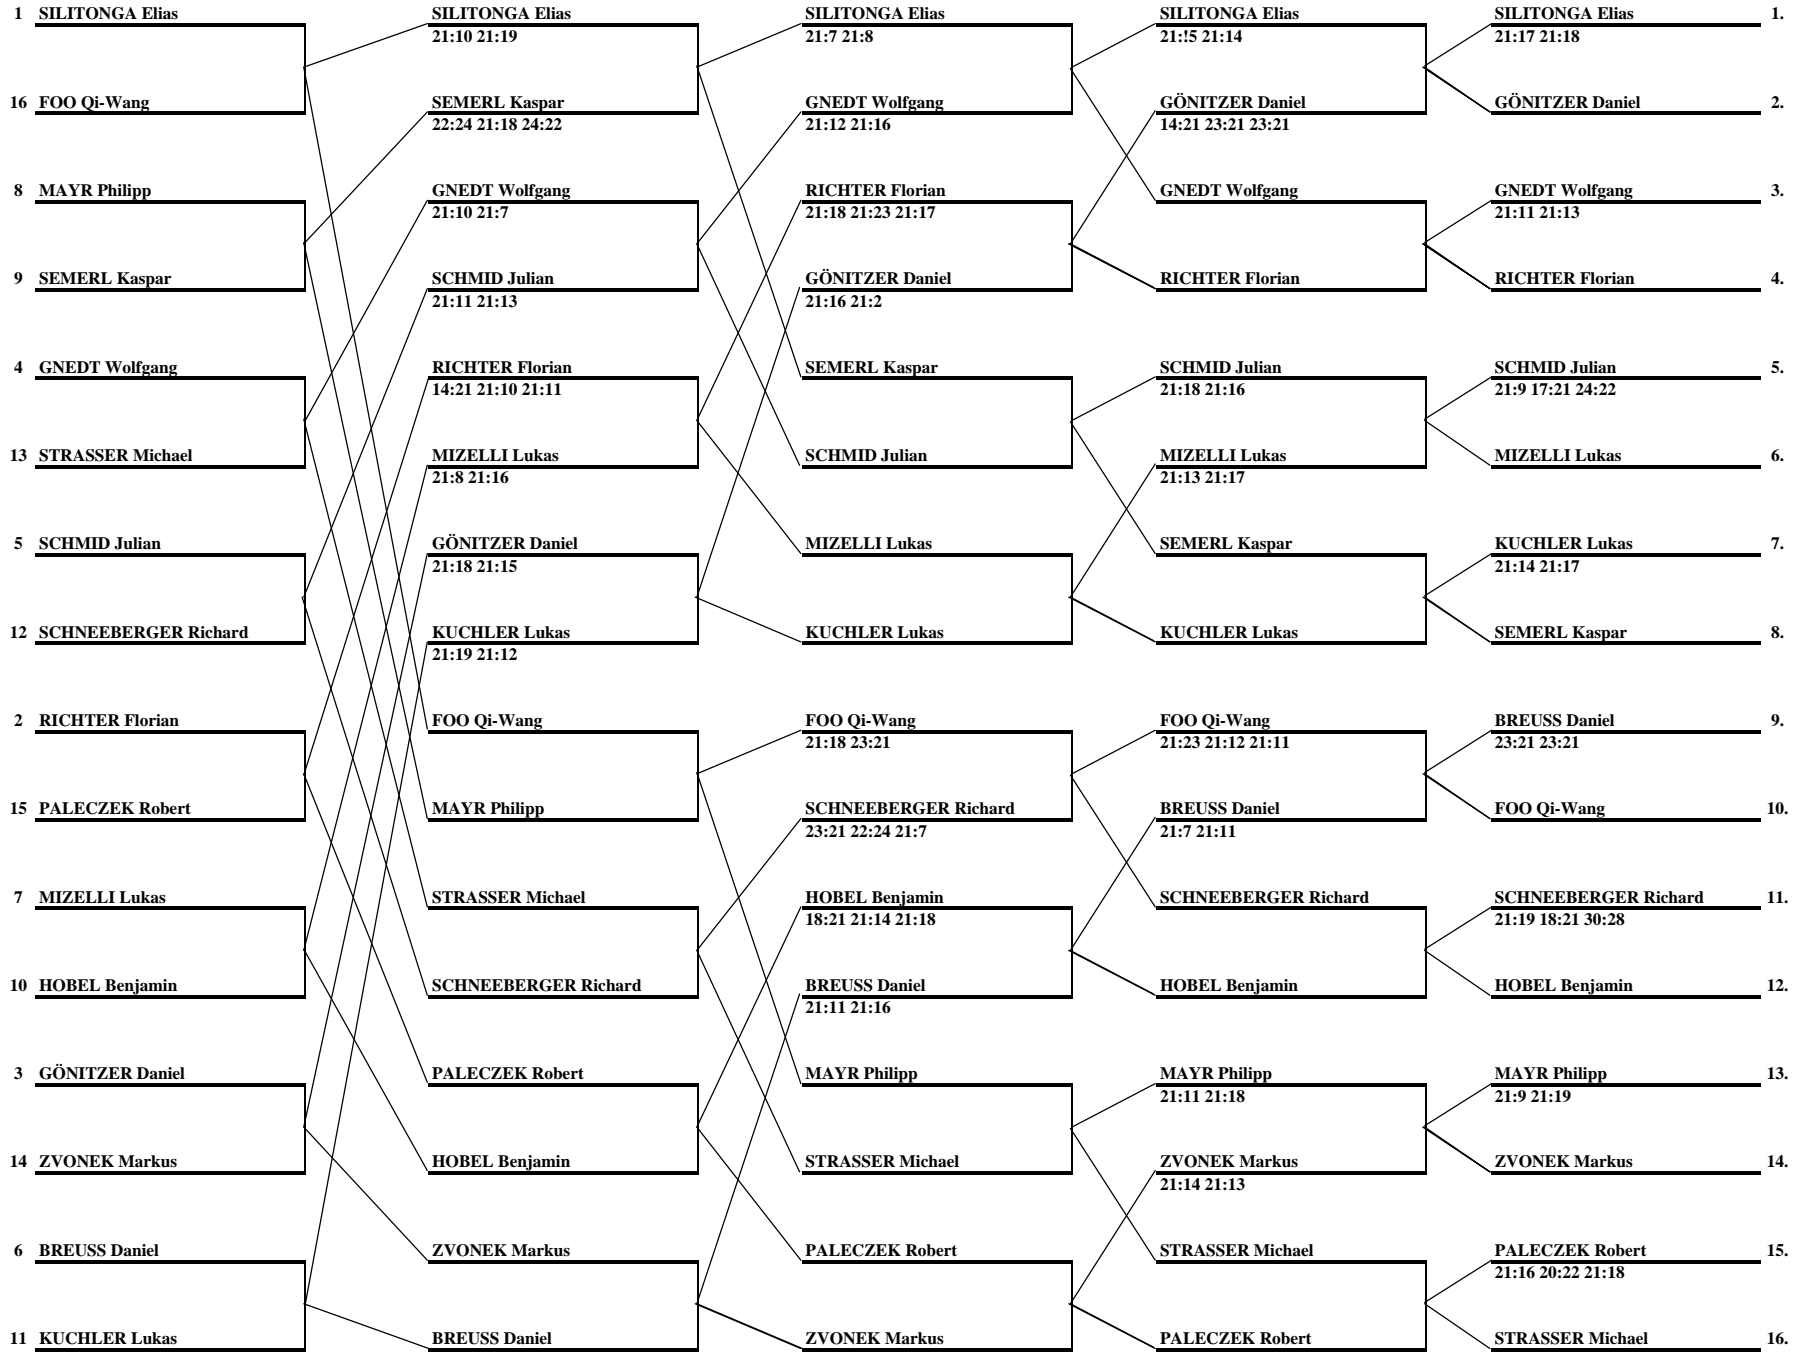 1 SILITONGA Elias SILITONGA Elias SILITONGA Elias SILITONGA Elias SILITONGA Elias 1.
21:10 21:19 21:7 21:8 21:!5 21:14 21:17 21:18
16 FOO Qi-Wang SEMERL Kaspar GNEDT Wolfgang GÖNITZER Daniel GÖNITZER Daniel 2.
22:24 21:18 24:22 21:12 21:16 14:21 23:21 23:21
8 MAYR Philipp GNEDT Wolfgang RICHTER Florian GNEDT Wolfgang GNEDT Wolfgang 3.
21:10 21:7 21:18 21:23 21:17 21:11 21:13
9 SEMERL Kaspar SCHMID Julian GÖNITZER Daniel RICHTER Florian RICHTER Florian 4.
21:11 21:13 21:16 21:2
4 GNEDT Wolfgang RICHTER Florian SEMERL Kaspar SCHMID Julian SCHMID Julian 5.
14:21 21:10 21:11 21:18 21:16 21:9 17:21 24:22
13 STRASSER Michael MIZELLI Lukas SCHMID Julian MIZELLI Lukas MIZELLI Lukas 6.
21:8 21:16 21:13 21:17
5 SCHMID Julian GÖNITZER Daniel MIZELLI Lukas SEMERL Kaspar KUCHLER Lukas 7.
21:18 21:15 21:14 21:17
12 SCHNEEBERGER Richard KUCHLER Lukas KUCHLER Lukas KUCHLER Lukas SEMERL Kaspar 8.
21:19 21:12
2 RICHTER Florian FOO Qi-Wang FOO Qi-Wang FOO Qi-Wang BREUSS Daniel 9.
21:18 23:21 21:23 21:12 21:11 23:21 23:21
15 PALECZEK Robert MAYR Philipp SCHNEEBERGER Richard BREUSS Daniel FOO Qi-Wang 10.
23:21 22:24 21:7 21:7 21:11
7 MIZELLI Lukas STRASSER Michael HOBEL Benjamin SCHNEEBERGER Richard SCHNEEBERGER Richard 11.
18:21 21:14 21:18 21:19 18:21 30:28
10 HOBEL Benjamin SCHNEEBERGER Richard BREUSS Daniel HOBEL Benjamin HOBEL Benjamin 12.
21:11 21:16
3 GÖNITZER Daniel PALECZEK Robert MAYR Philipp MAYR Philipp MAYR Philipp 13.
21:11 21:18 21:9 21:19
14 ZVONEK Markus HOBEL Benjamin STRASSER Michael ZVONEK Markus ZVONEK Markus 14.
21:14 21:13
6 BREUSS Daniel ZVONEK Markus PALECZEK Robert STRASSER Michael PALECZEK Robert 15.
21:16 20:22 21:18
11 KUCHLER Lukas BREUSS Daniel ZVONEK Markus PALECZEK Robert STRASSER Michael 16.